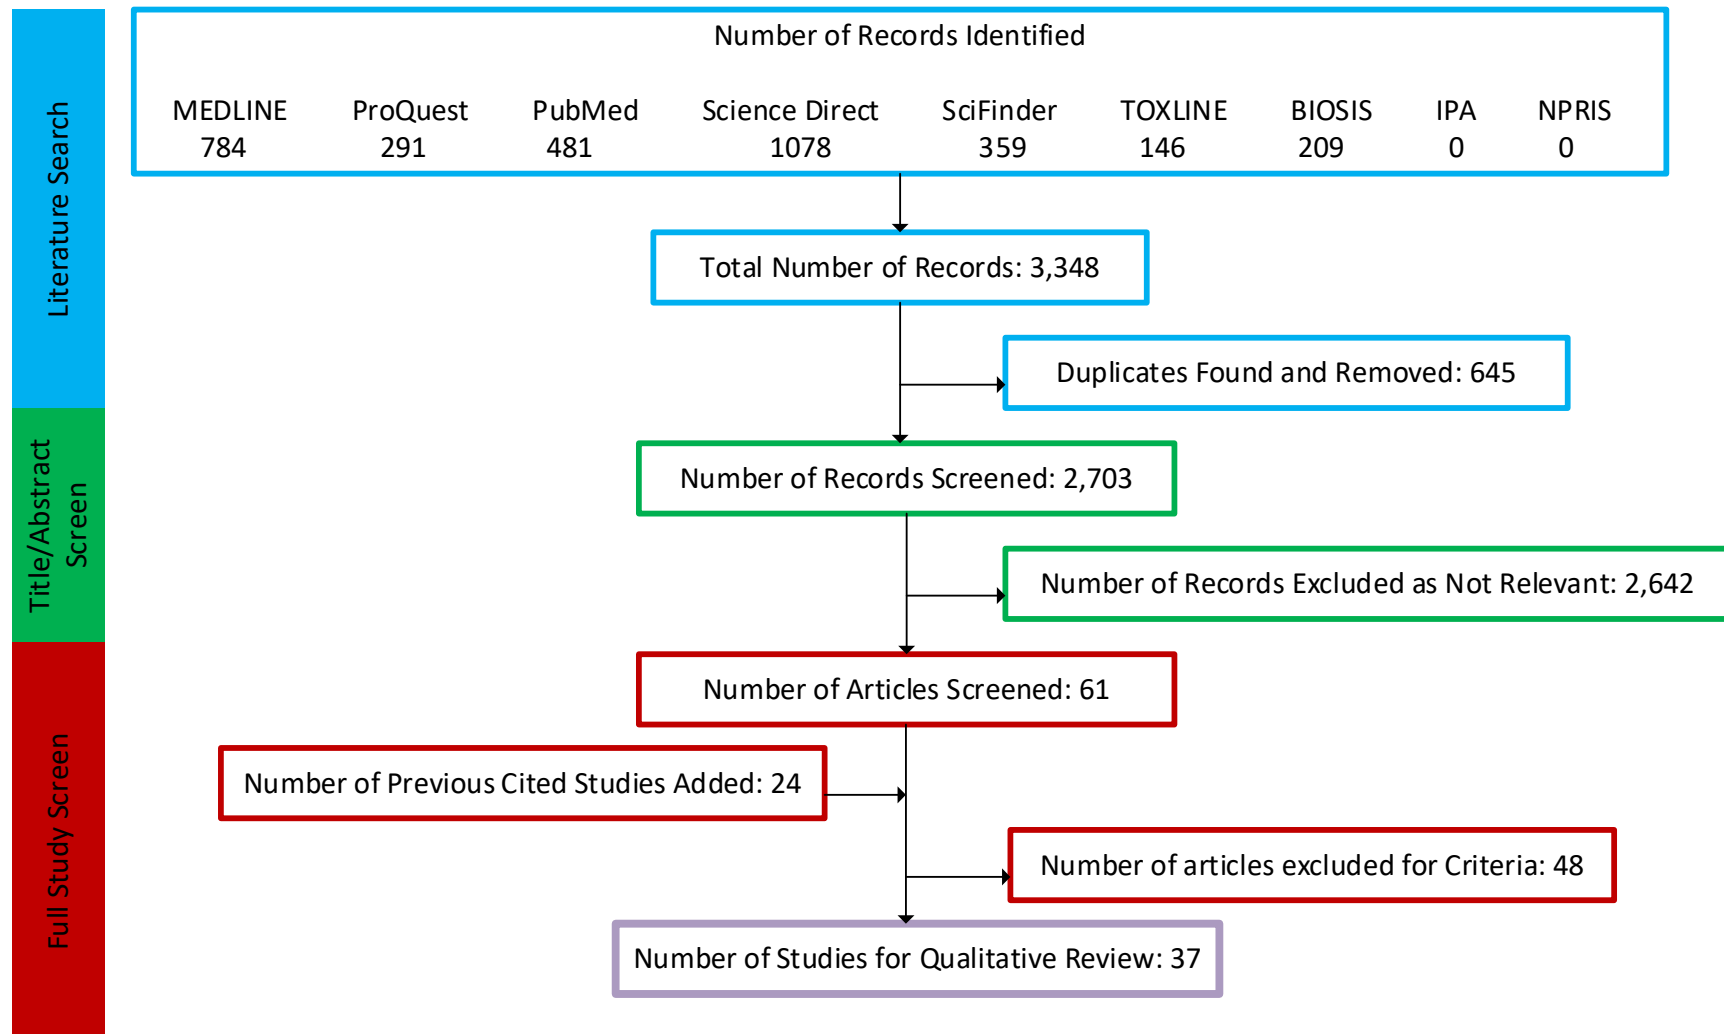 Number of Records Identified
MEDLINE ProQuest PubMed Science Direct SciFinder TOXLINE BIOSIS IPA NPRIS
784 291 481 1078 359 146 209 0 0
Literature Search
Total Number of Records: 3,348
Duplicates Found and Removed: 645
Title/Abstract
Screen
Number of Records Screened: 2,703
Number of Records Excluded as Not Relevant: 2,642
Full Study Screen
Number of Articles Screened: 61
Number of Previous Cited Studies Added: 24
Number of articles excluded for Criteria: 48
Number of Studies for Qualitative Review: 37